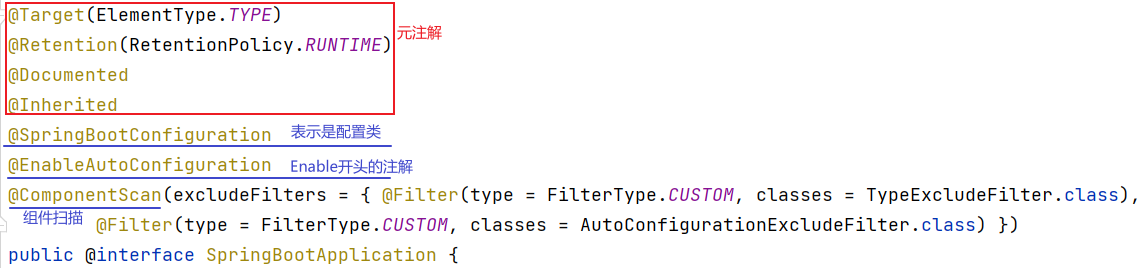 @Target(ElementType.TYPE)
@Retention(RetentionPolicy.RUNTIME) 元注解
@Documented
@Inherited
@SpringBootConfiguration 表示是配置类
@EnableAutoConfiguration Enable开头的注解
@ComponentScan(excludeFilters = { @Filter(type = FilterType.CUSTOM, classes = TypeExcludeFilter.class),
组件扫描 @Filter(type = FilterType.CUSTOM, classes = AutoConfigurationExcludeFilter.class) })
public @interface SpringBootApplication {